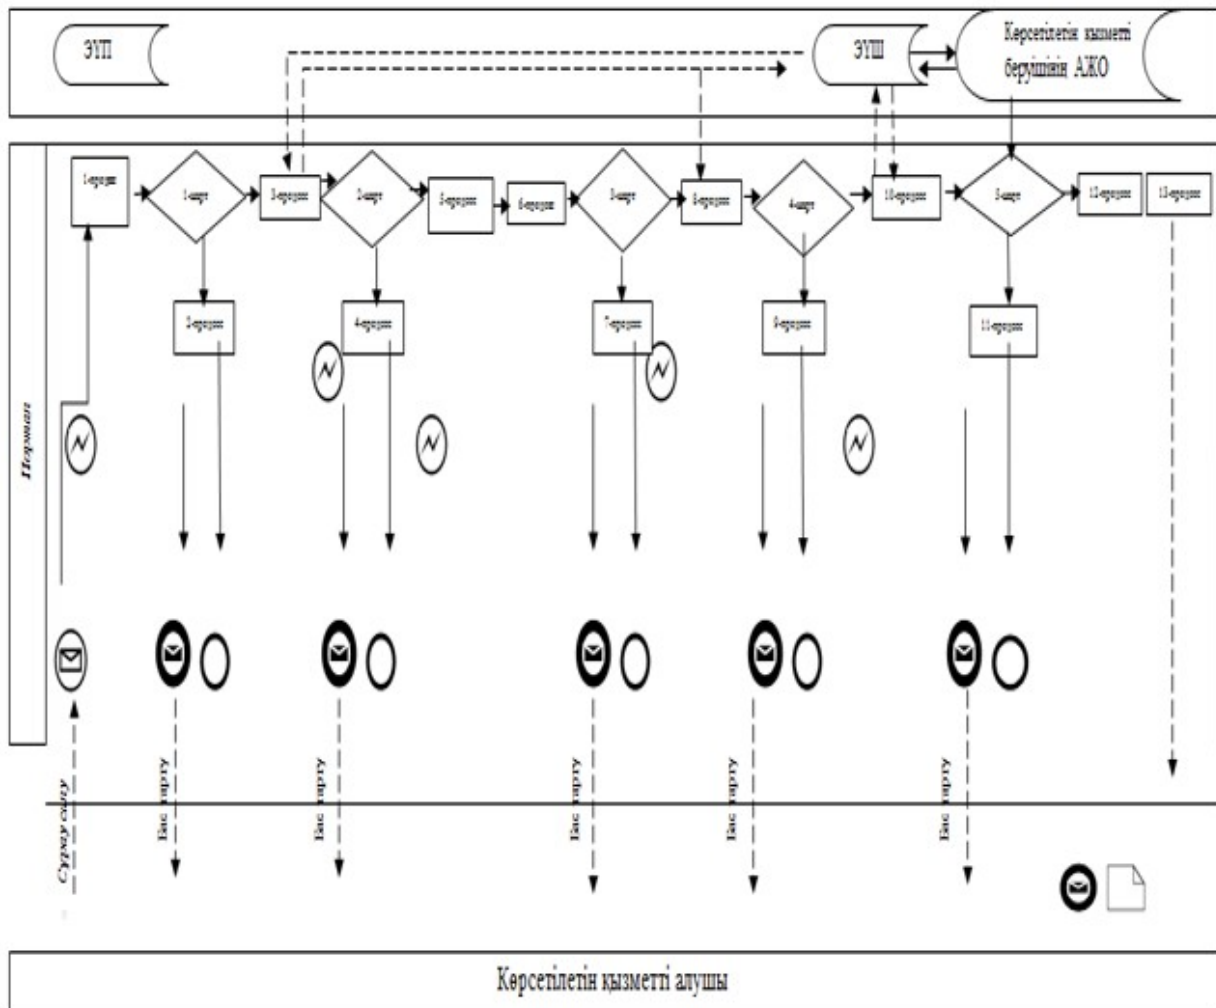 ЭҮП
ЭҮШ
Көрсетілетін қызметті
берушінің АЖО
1-процесс
1-шарт
3-процесс
2-шарт
5-процесс
6-процесс
3-шарт
8-процесс
4-шарт
10-процесс
5-шарт
12-процесс
13-процесс
2-процесс
4-процесс
7-процесс
9-процесс
11-процесс
Портал
Сұрау салу
Бас тарту
Бас тарту
Бас тарту
Бас тарту
Бас тарту
Көрсетілетін қызметті алушы